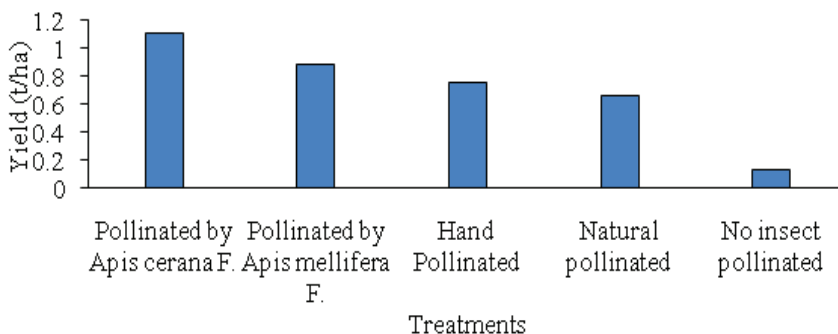 Yield (t/ha)
1.2
1
0.8
0.6
0.4
0.2
0
Pollinated by
Apis cerana F.
Pollinated by
Apis mellifera
F.
Hand
Pollinated
Natural
pollinated
No insect
pollinated
Treatments